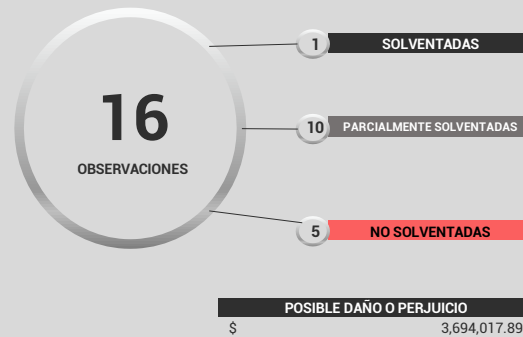 16
OBSERVACIONES
1 SOLVENTADAS
10 PARCIALMENTE SOLVENTADAS
5 NO SOLVENTADAS
POSIBLE DAÑO O PERJUICIO
$ 3,694,017.89